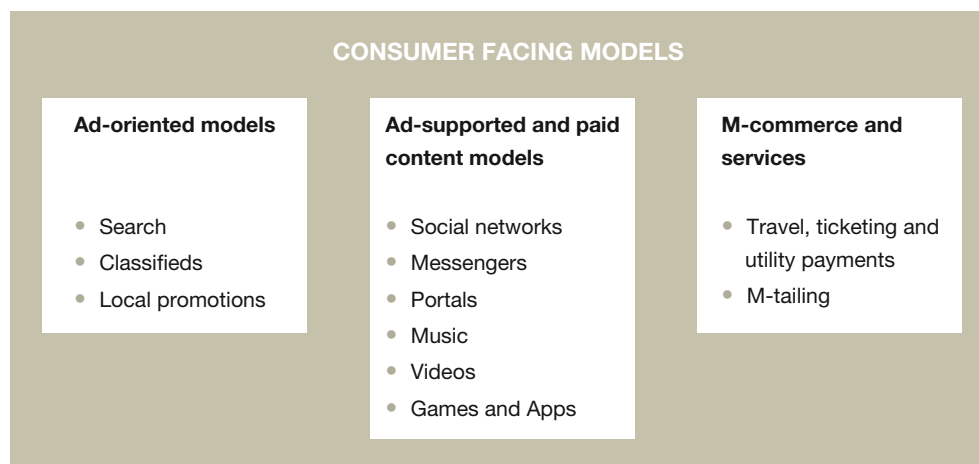 CONSUMER FACING MODELS
Ad-oriented models
• Search
• Classifieds
• Local promotions
Ad-supported and paid
content models
• Social networks
• Messengers
• Portals
• Music
• Videos
• Games and Apps
M-commerce and
services
• Travel, ticketing and
utility payments
• M-tailing